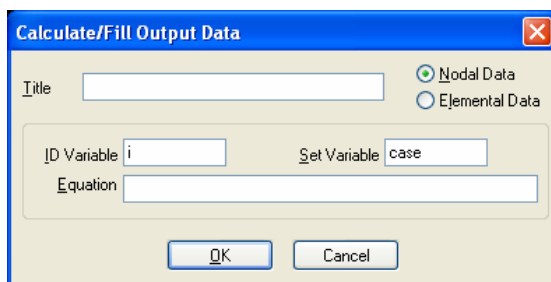 Calculate/Fill Output Data
Title
Nodal Data
Elemental Data
ID Variable i Set Variable case
Equation
OK Cancel